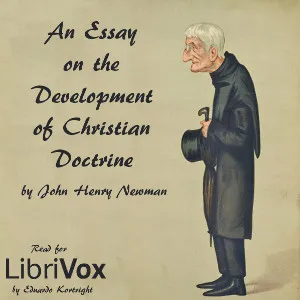 An Essay
on the
Development
of Christian
Doctrine
by John Henry Newman
Read for
LibriVox
by Eduardo Kortright